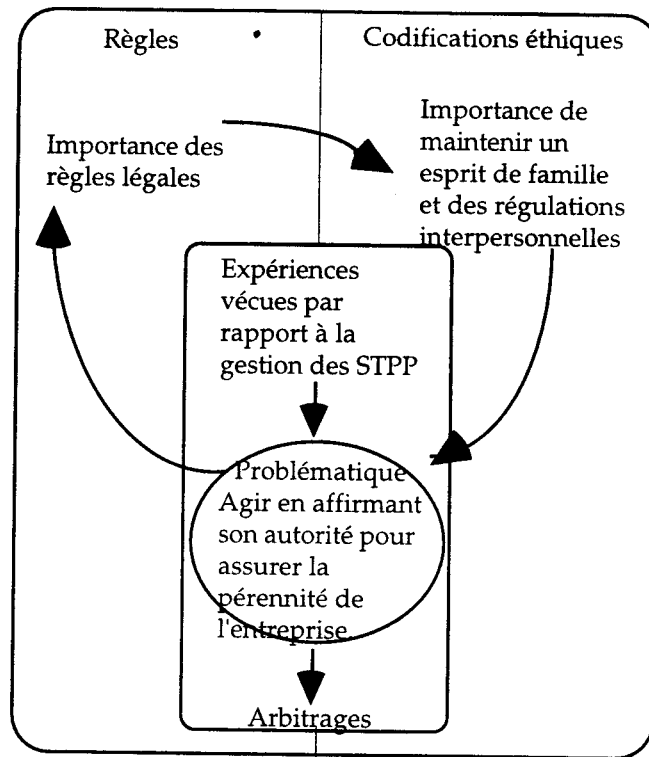 Règles
Codifications éthiques
Importance des
règles légales
Importance de
maintenir un
esprit de famille
et des régulations
interpersonnelles
Expériences
vécues par
rapport à la
gestion des STPP
Problématique
Agir en affirmant
son autorité pour
assurer la
pérennité de
l'entreprise
Arbitrages